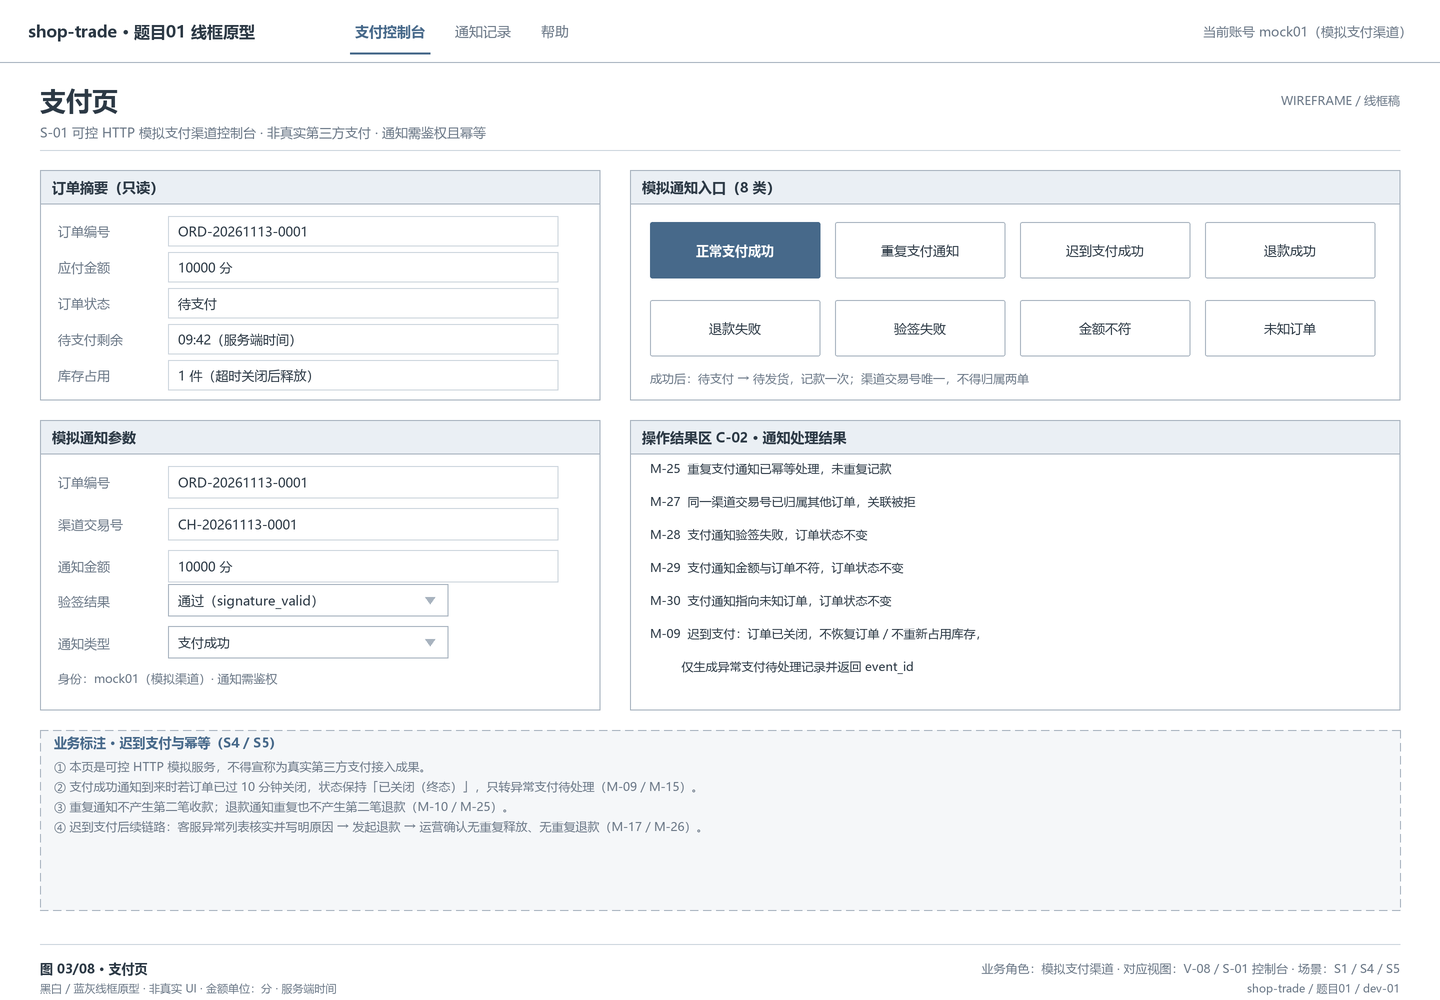 shop-trade • 题目01 线框原型
支付控制台 通知记录 帮助
当前账号 mock01（模拟支付渠道）
支付页
WIREFRAME / 线框稿
S-01 可控 HTTP 模拟支付渠道控制台 · 非真实第三方支付 · 通知需鉴权且幂等
订单摘要（只读）
订单编号 ORD-20261113-0001
应付金额 10000 分
订单状态 待支付
待支付剩余 09:42（服务端时间）
库存占用 1 件（超时关闭后释放）
模拟通知入口（8 类）
正常支付成功 重复支付通知 迟到支付成功 退款成功
退款失败 验签失败 金额不符 未知订单
成功后：待支付 → 待发货，记款一次；渠道交易号唯一，不得归属两单
模拟通知参数
订单编号 ORD-20261113-0001
渠道交易号 CH-20261113-0001
通知金额 10000 分
验签结果 通过（signature_valid）
通知类型 支付成功
身份：mock01（模拟渠道）· 通知需鉴权
操作结果区 C-02 • 通知处理结果
M-25 重复支付通知已幂等处理，未重复记款
M-27 同一渠道交易号已归属其他订单，关联被拒
M-28 支付通知验签失败，订单状态不变
M-29 支付通知金额与订单不符，订单状态不变
M-30 支付通知指向未知订单，订单状态不变
M-09 迟到支付：订单已关闭，不恢复订单 / 不重新占用库存，
仅生成异常支付待处理记录并返回 event_id
业务标注 • 迟到支付与幂等（S4 / S5）
① 本页是可控 HTTP 模拟服务，不得宣称为真实第三方支付接入成果。
② 支付成功通知到来时若订单已过 10 分钟关闭，状态保持「已关闭（终态）」，只转异常支付待处理（M-09 / M-15）。
③ 重复通知不产生第二笔收款；退款通知重复也不产生第二笔退款（M-10 / M-25）。
④ 迟到支付后续链路：客服异常列表核实并写明原因 → 发起退款 → 运营确认无重复释放、无重复退款（M-17 / M-26）。
图 03/08 • 支付页
业务角色：模拟支付渠道 · 对应视图：V-08 / S-01 控制台 · 场景：S1 / S4 / S5
黑白 / 蓝灰线框原型 · 非真实 UI · 金额单位：分 · 服务端时间
shop-trade / 题目01 / dev-01